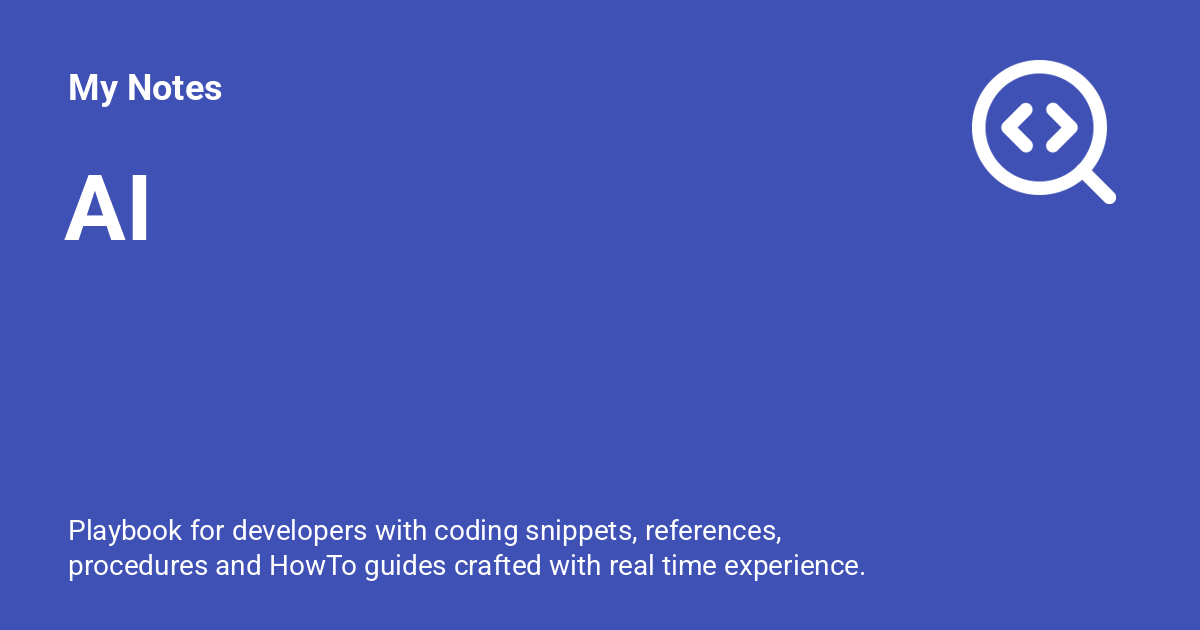 My Notes
AI
Playbook for developers with coding snippets, references,
procedures and HowTo guides crafted with real time experience.